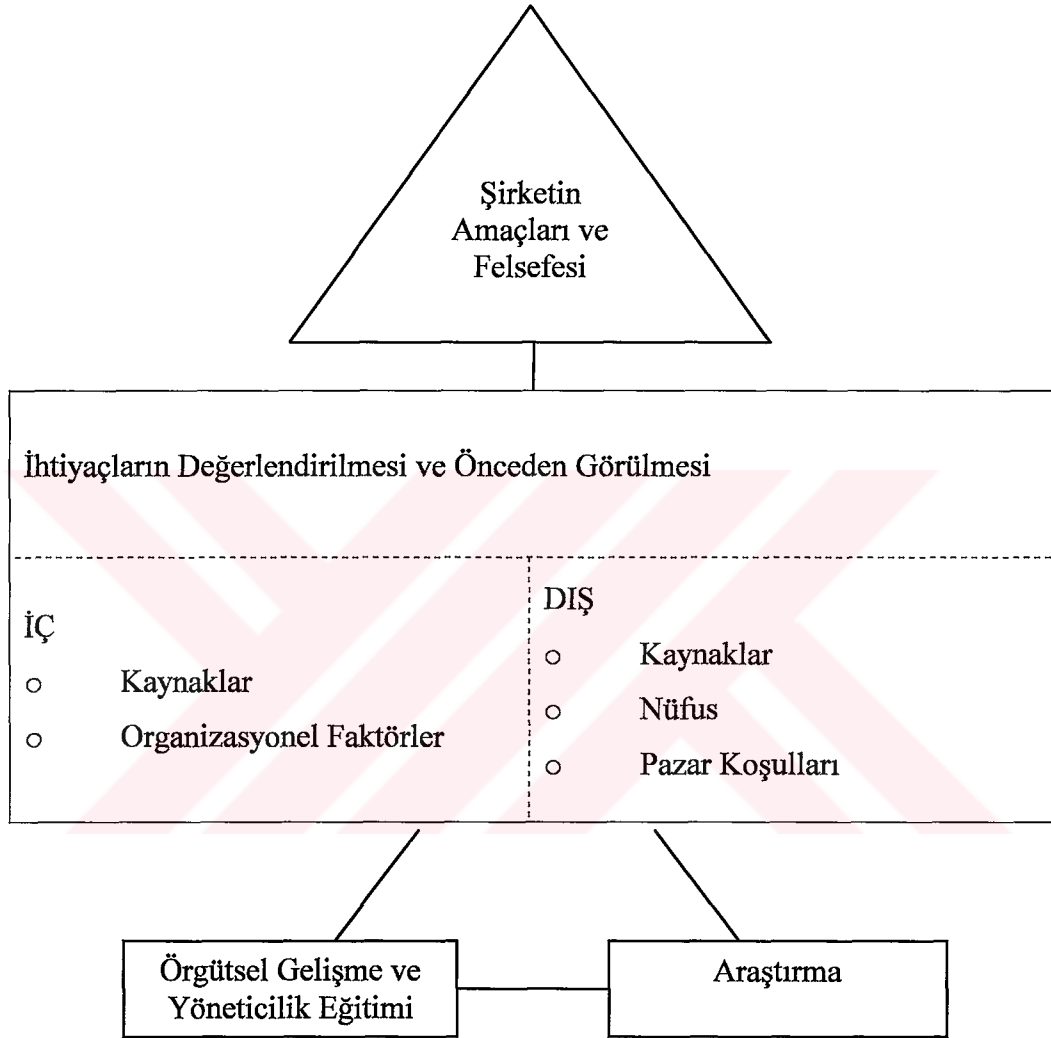 Şirketin
Amaçları ve
Felsefesi
İhtiyaçların Değerlendirilmesi ve Önceden Görülmesi
İÇ
o Kaynaklar
o Organizasyonel Faktörler
DIŞ
o Kaynaklar
o Nüfus
o Pazar Koşulları
Örgütsel Gelişme ve
Yöneticilik Eğitimi
Araştırma